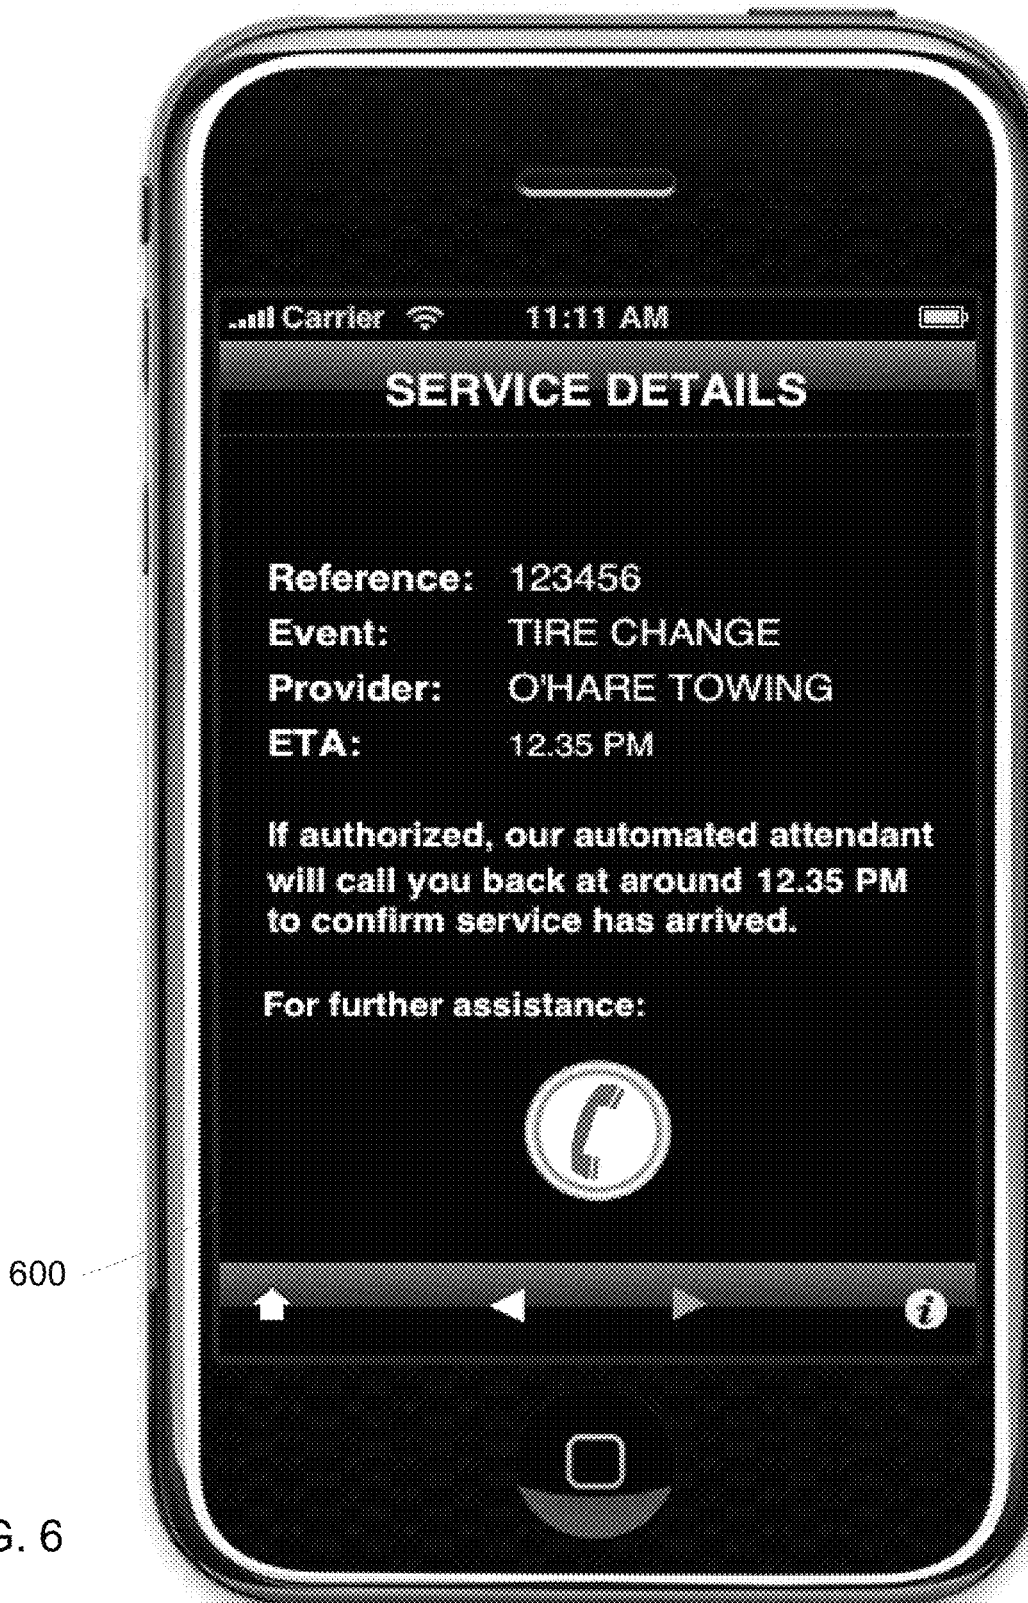 Carrier 11:11 AM
SERVICE DETAILS
Reference: 123456
Event: TIRE CHANGE
Provider: O'HARE TOWING
ETA: 12.35 PM
If authorized, our automated attendant
will call you back at around 12.35 PM
to confirm service has arrived.
For further assistance:
600
i
G. 6